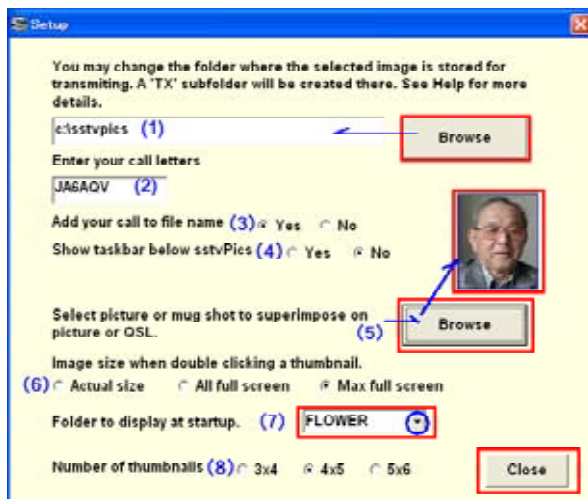 Setup
You may change the folder where the selected image is stored for
transmiting. A 'TX' subfolder will be created there. See Help for more
details.
c:\sstvpics (1) Browse
Enter your call letters
JA6AQV (2)
Add your call to file name (3) Yes No
Show taskbar below sstvPics (4) Yes No
Select picture or mug shot to superimpose on
picture or QSL. (5) Browse
Image size when double clicking a thumbnail.
(6) Actual size All full screen Max full screen
Folder to display at startup. (7) FLOWER
Number of thumbnails (8) 3x4 4x5 5x6 Close